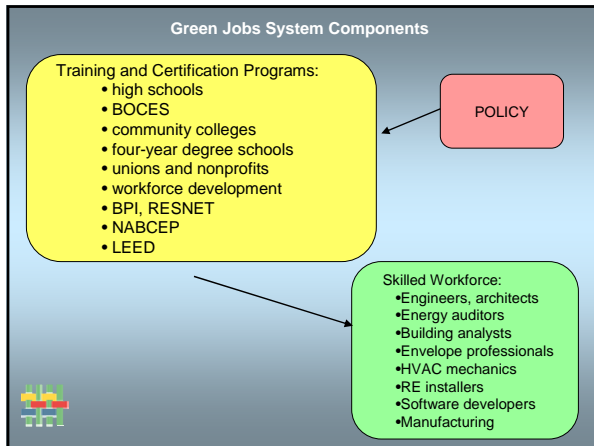 Green Jobs System Components
Training and Certification Programs:
• high schools
• BOCES
• community colleges
• four-year degree schools
• unions and nonprofits
• workforce development
• BPI, RESNET
• NABCEP
• LEED
POLICY
Skilled Workforce:
•Engineers, architects
•Energy auditors
•Building analysts
•Envelope professionals
•HVAC mechanics
•RE installers
•Software developers
•Manufacturing